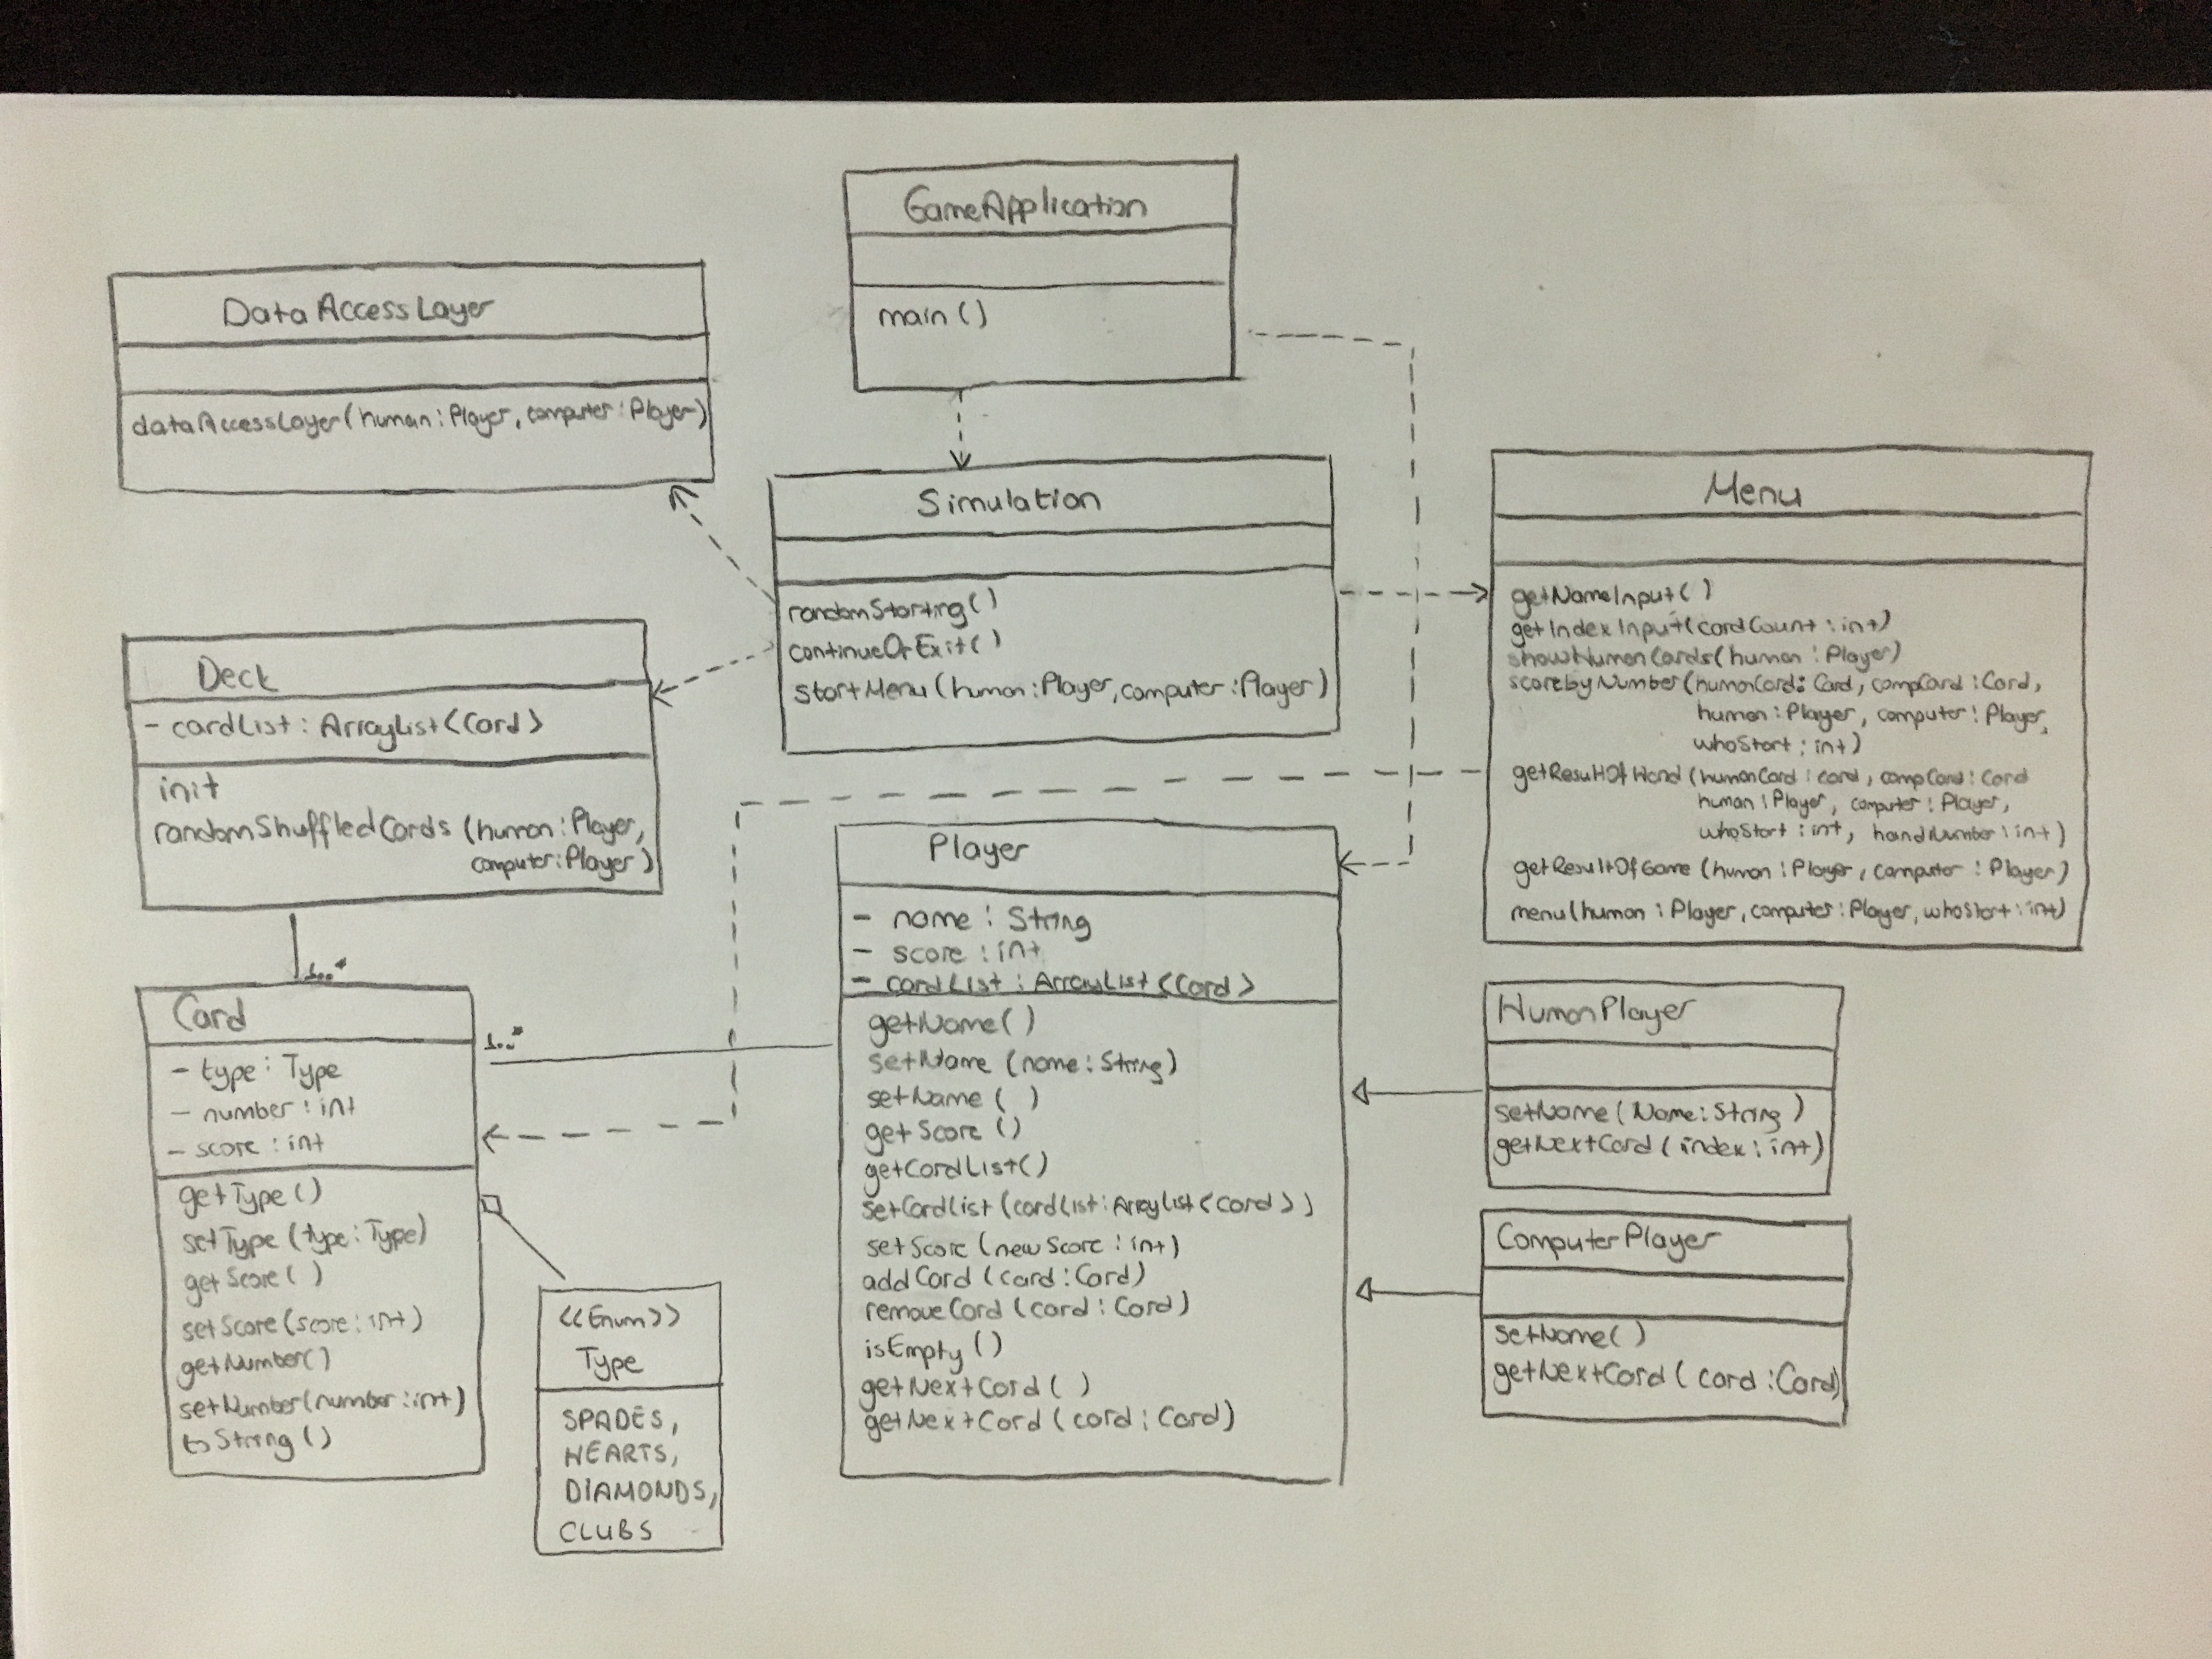 GameApplication
main()
DataAccessLayer
dataAccessLayer(human:Player, computer:Player)
Simulation
randomStarting()
continueOrExit()
startMenu(human:Player, computer:Player)
Menu
getNameInput()
getIndexInput(cardCount:int)
showHumanCards(human:Player)
scorebyNumber(humanCard:Card, compCard:Card,
human:Player, computer:Player,
whoStart:int)
getResultOfHand(humanCard:card, compCard:Card
human:Player, computer:Player,
whoStart:int, handNumber:int)
getResultOfGame(human:Player, computer:Player)
menu(human:Player, computer:Player, whoStart:int)
Deck
- cardList:ArrayList<Card>
init
randomShuffledCards(human:Player,
computer:Player)
1..*
Card
- type:Type
- number:int
- score:int
getType()
setType(type:Type)
getScore()
setScore(score:int)
getNumber()
setNumber(number:int)
toString()
1..*
<<Enum>>
Type
SPADES,
HEARTS,
DIAMONDS,
CLUBS
Player
- name:String
- score:int
- cardList:ArrayList<Card>
getName()
setName(name:String)
setName()
getScore()
getCardList()
setCardList(cardList:ArrayList<Card>)
setScore(newScore:int)
addCard(card:Card)
removeCard(card:Card)
isEmpty()
getNextCard()
getNextCard(card:Card)
HumanPlayer
setName(Name:String)
getNextCard(index:int)
ComputerPlayer
setName()
getNextCard(card:Card)